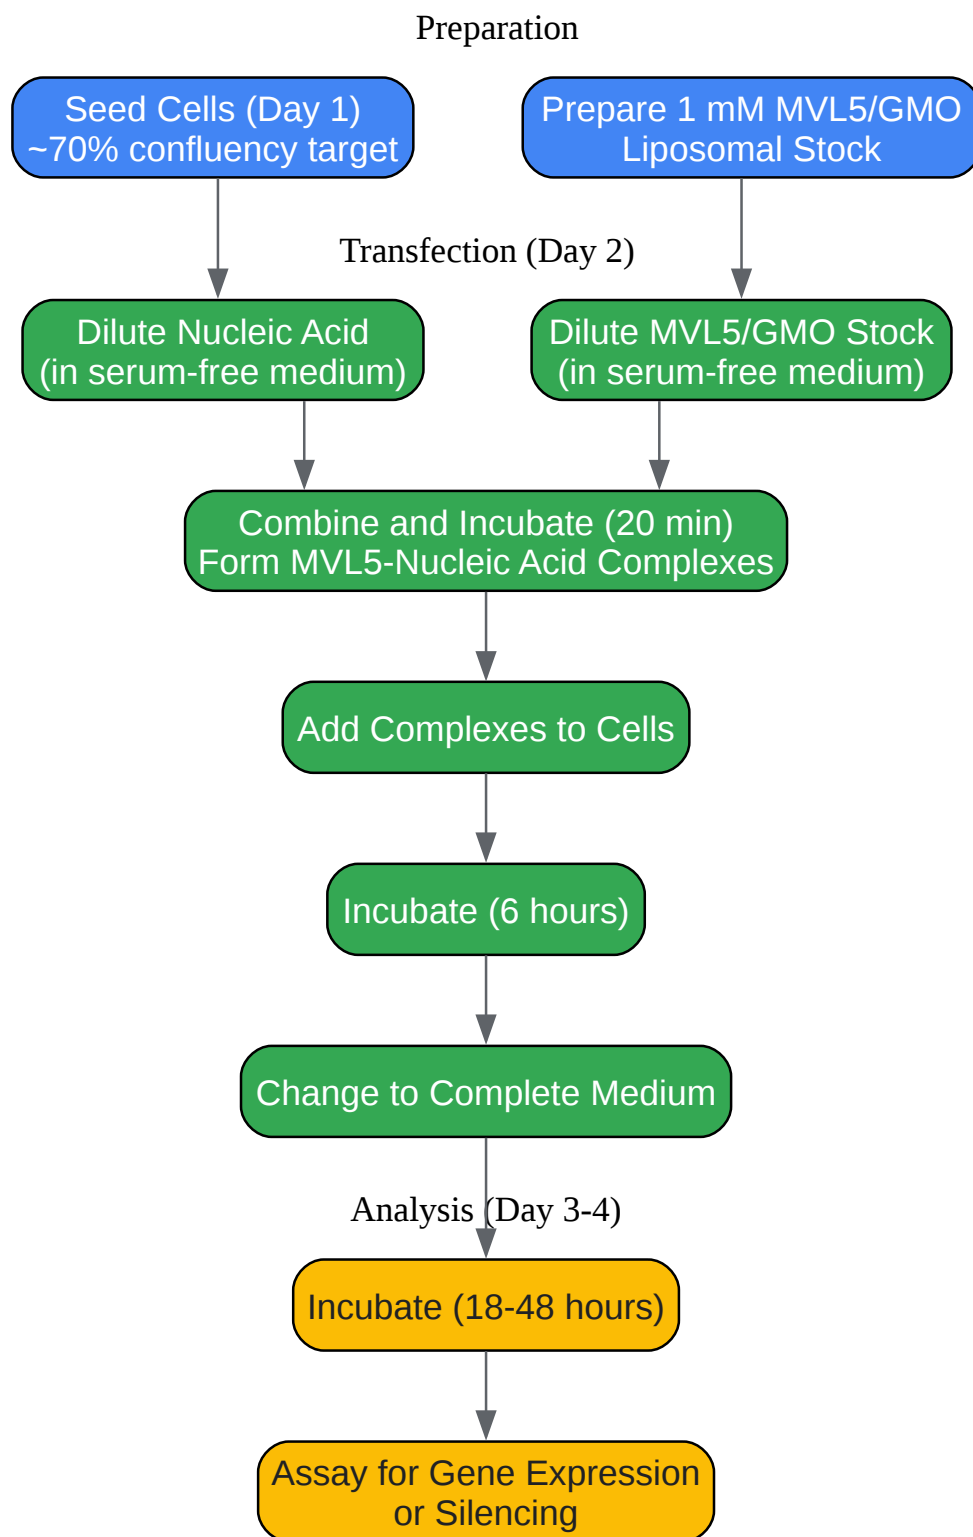 Preparation
Seed Cells (Day 1)
~70% confluency target
Prepare 1 mM MVL5/GMO
Liposomal Stock
Transfection (Day 2)
Dilute Nucleic Acid
(in serum-free medium)
Dilute MVL5/GMO Stock
(in serum-free medium)
Combine and Incubate (20 min)
Form MVL5-Nucleic Acid Complexes
Add Complexes to Cells
Incubate (6 hours)
Change to Complete Medium
Analysis (Day 3-4)
Incubate (18-48 hours)
Assay for Gene Expression
or Silencing